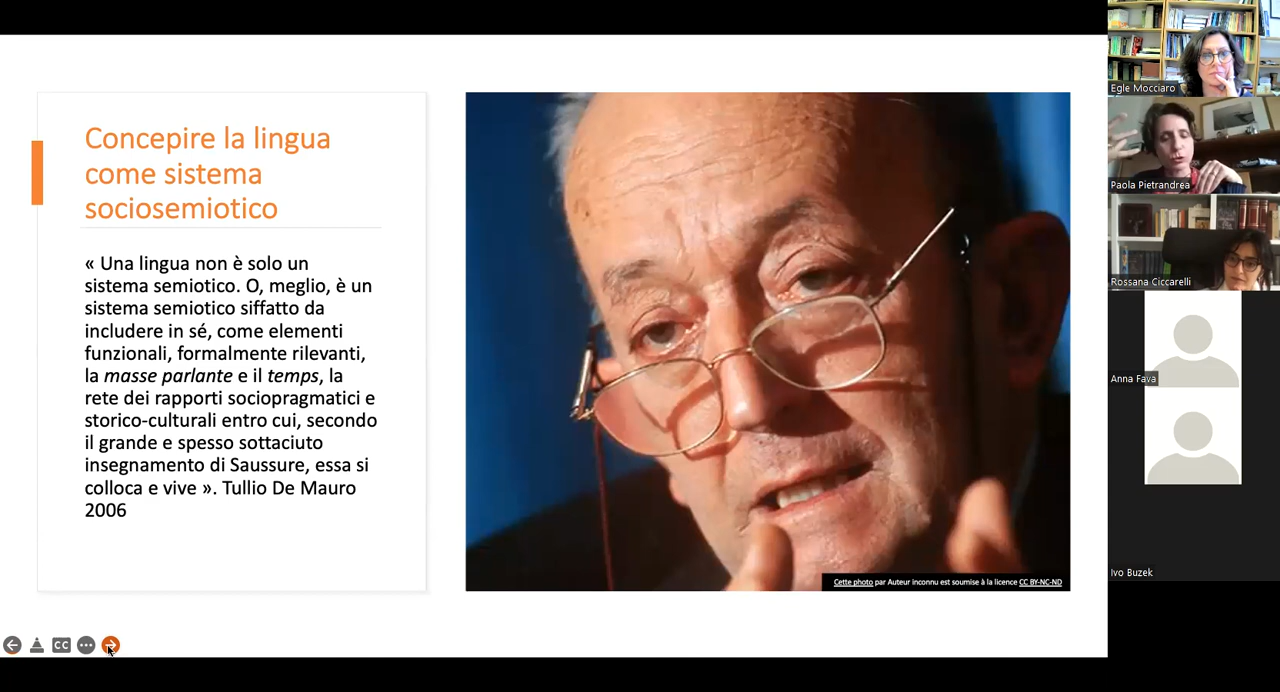 Concepire la lingua
come sistema
sociosemiotico
« Una lingua non è solo un
sistema semiotico. O, meglio, è un
sistema semiotico siffatto da
includere in sé, come elementi
funzionali, formalmente rilevanti,
la masse parlante e il temps, la
rete dei rapporti sociopragmatici e
storico-culturali entro cui, secondo
il grande e spesso sottaciuto
insegnamento di Saussure, essa si
colloca e vive ». Tullio De Mauro
2006
Cette photo par Auteur inconnu est soumise à la licence CC BY-NC-ND
CC
Egle Mocciaro
Paola Pietrandrea
Rossana Ciccarelli
Anna Fava
Ivo Buzek